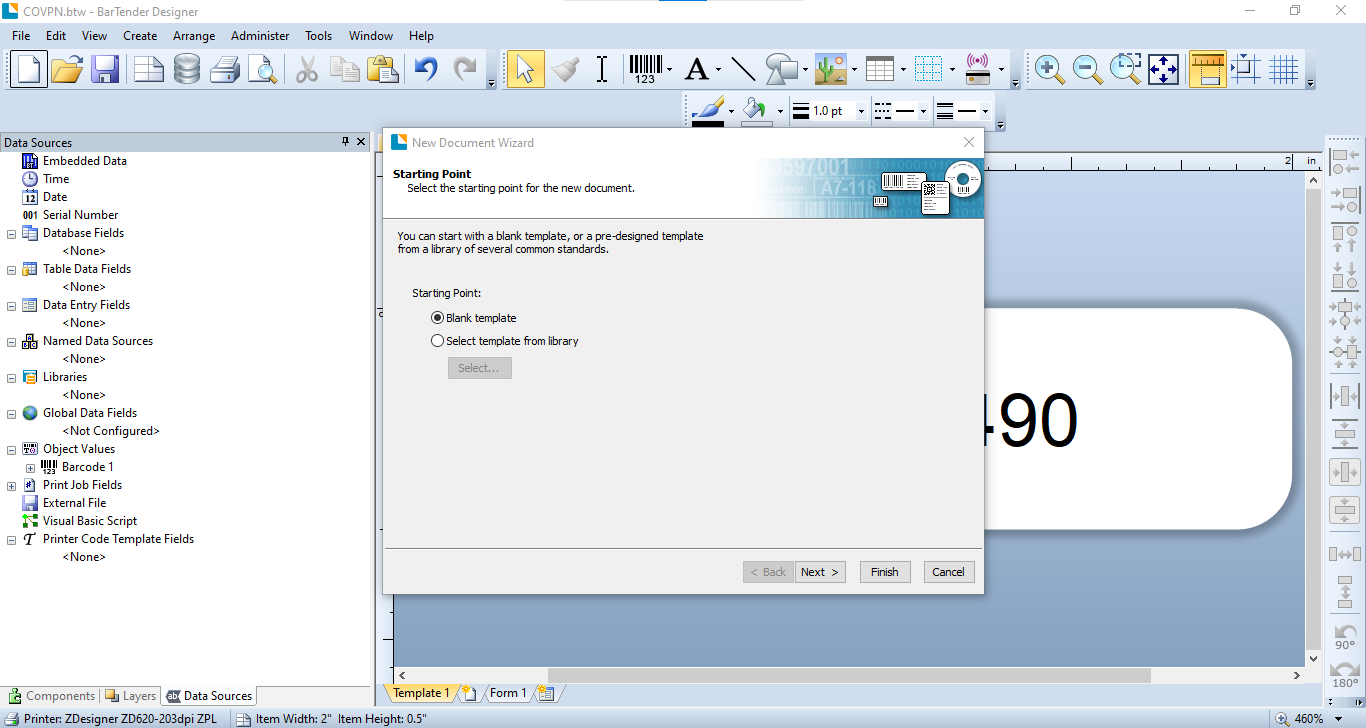 COVPN.btw - BarTender Designer
File Edit View Create Arrange Administer Tools Window Help
123
1.0 pt
Data Sources
Embedded Data
Time
12 Date
001 Serial Number
Database Fields
<None>
Table Data Fields
<None>
Data Entry Fields
<None>
Named Data Sources
<None>
Libraries
<None>
Global Data Fields
<Not Configured>
Object Values
123 Barcode 1
# Print Job Fields
External File
Visual Basic Script
T Printer Code Template Fields
<None>
Components Layers abc Data Sources
New Document Wizard
Starting Point
Select the starting point for the new document.
3597001
A7-118
You can start with a blank template, or a pre-designed template
from a library of several common standards.
Starting Point:
Blank template
Select template from library
Select...
< Back Next > Finish Cancel
2 in
490
90°
180°
Template 1 Form 1
Printer: ZDesigner ZD620-203dpi ZPL Item Width: 2" Item Height: 0.5" 460%